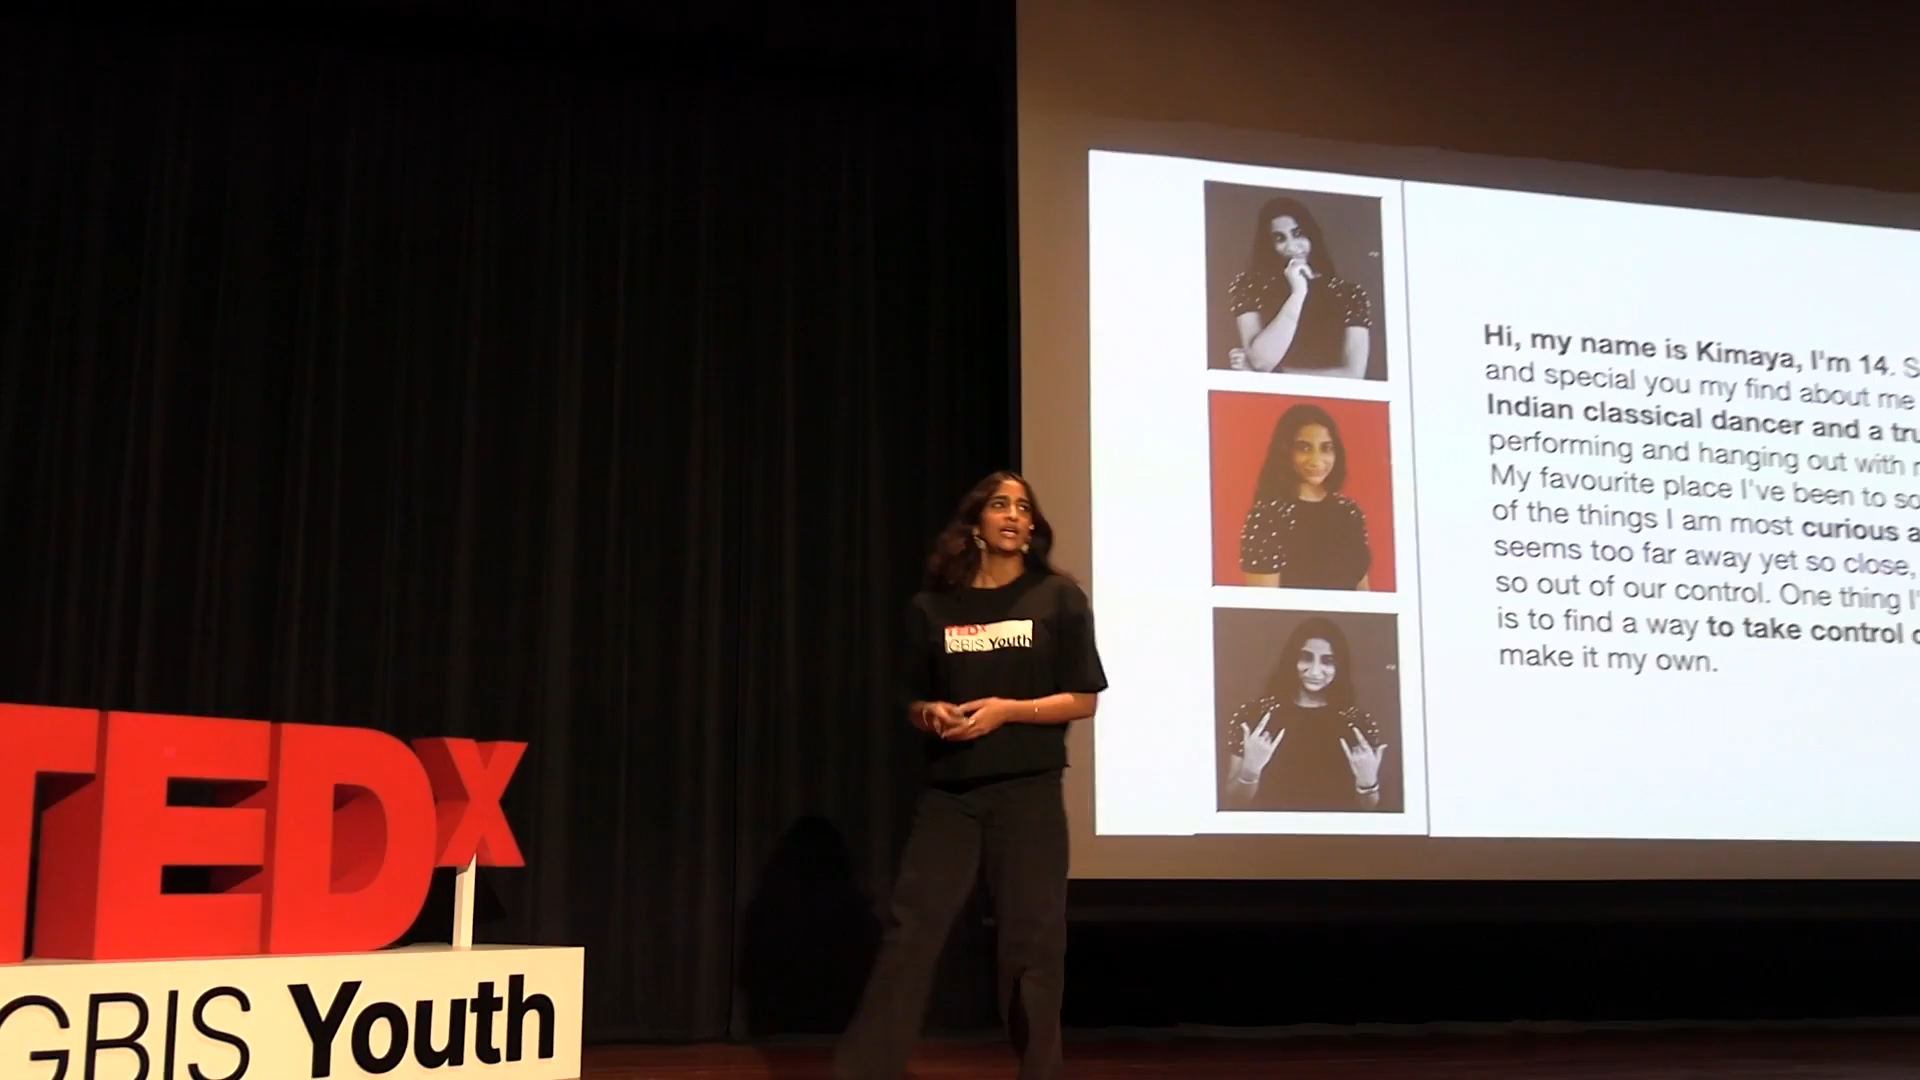 Hi, my name is Kimaya, I'm 14. S
and special you my find about me
Indian classical dancer and a tru
performing and hanging out with
My favourite place I've been to so
of the things I am most curious a
seems too far away yet so close,
so out of our control. One thing I'
is to find a way to take control
make it my own.
TEDx
GBIS Youth
TEDx
GBIS Youth